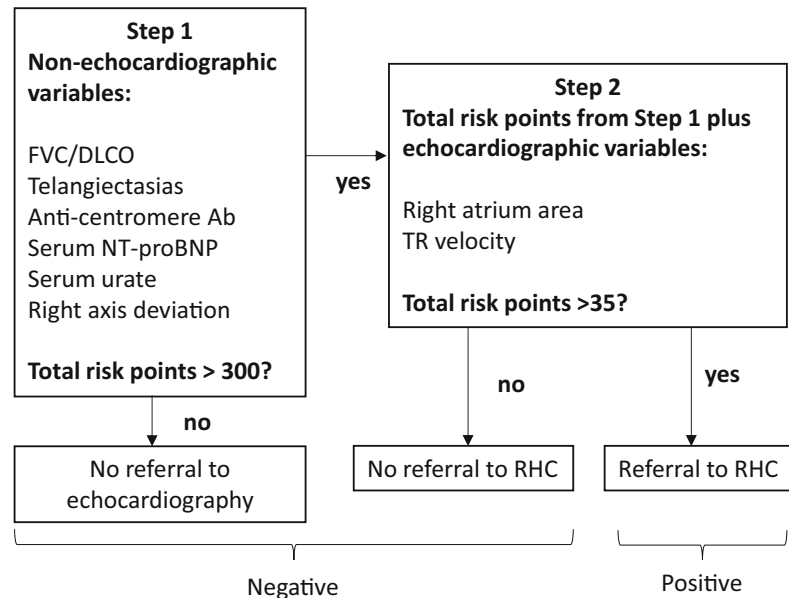 Step 1
Non-echocardiographic
variables:
FVC/DLCO
Telangiectasias
Anti-centromere Ab
Serum NT-proBNP
Serum urate
Right axis deviation
Total risk points > 300?
yes
Step 2
Total risk points from Step 1 plus
echocardiographic variables:
Right atrium area
TR velocity
Total risk points >35?
no
no
yes
No referral to
echocardiography
No referral to RHC
Referral to RHC
Negative
Positive